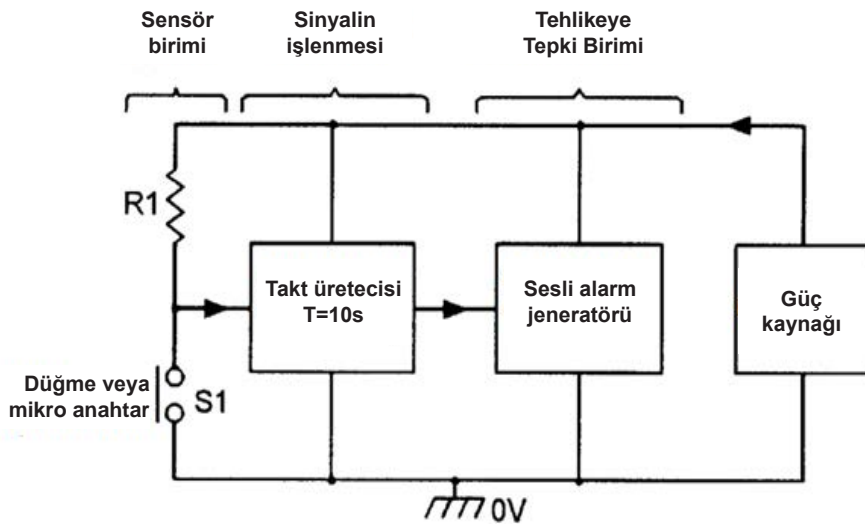 Sensör
birimi
Sinyalin
işlenmesi
Tehlikeye
Tepki Birimi
R1
Takt üretecisi
T=10s
Sesli alarm
jeneratörü
Güç
kaynağı
Düğme veya
mikro anahtar
S1
0V